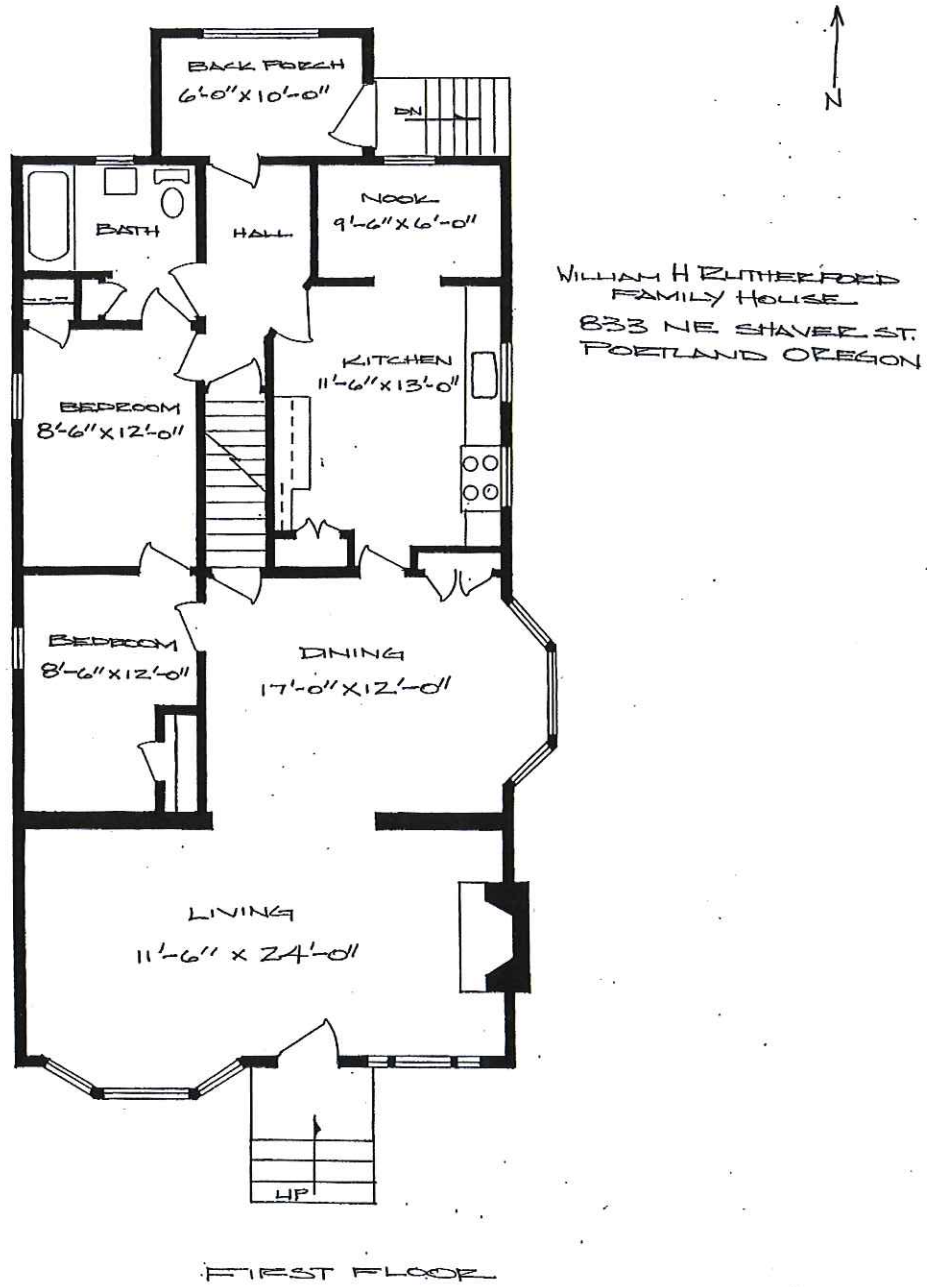 BACK PORCH
6'-0" X 10'-0"
DN
N
NOOK
9'-6" X 6'-0"
BATH
HALL
WILLIAM H RUTHERFORD
FAMILY HOUSE
833 NE SHAVER ST.
PORTLAND OREGON
KITCHEN
11'-6" X 13'-0"
BEDROOM
8'-6" X 12'-0"
BEDROOM
8'-6" X 12'-0"
DINING
17'-0" X 12'-0"
LIVING
11'-6" X 24'-0"
UP
FIRST FLOOR